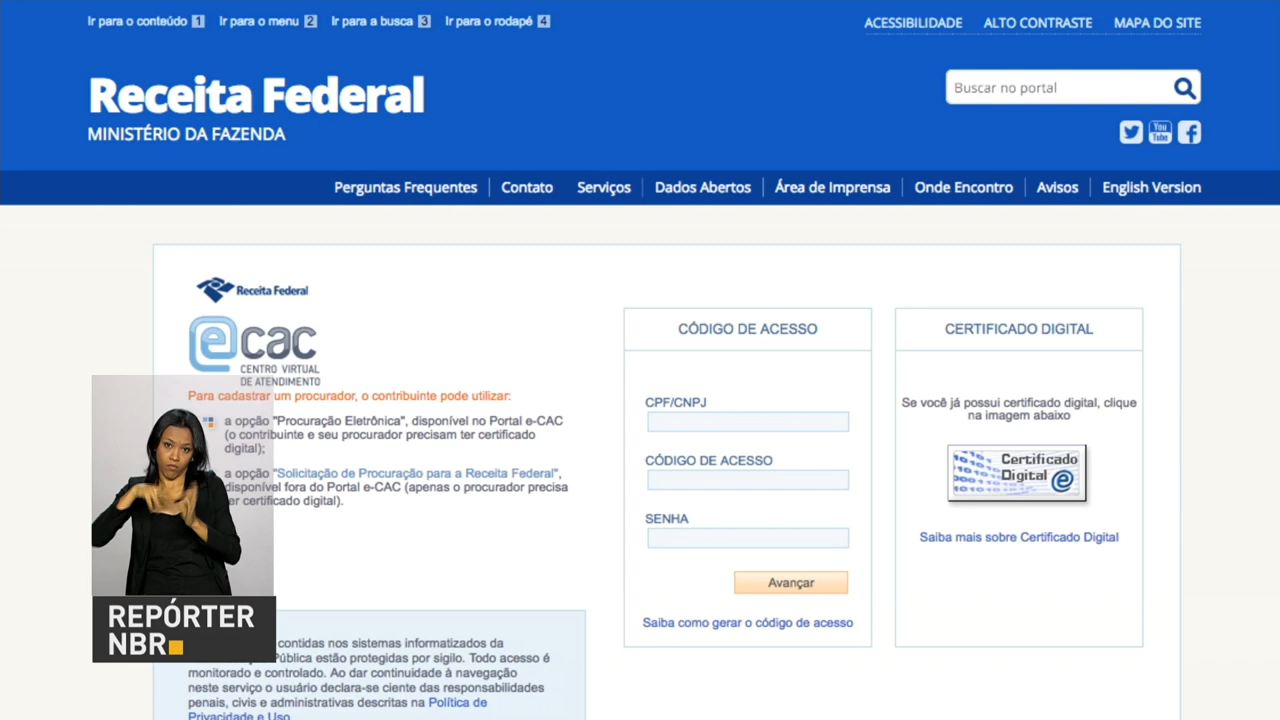 Ir para o conteúdo 1 Ir para o menu 2 Ir para a busca 3 Ir para o rodapé 4
ACESSIBILIDADE ALTO CONTRASTE MAPA DO SITE
Receita Federal
MINISTÉRIO DA FAZENDA
Buscar no portal
You Tube
Perguntas Frequentes Contato Serviços Dados Abertos Área de Imprensa Onde Encontro Avisos English Version
Receita Federal
e cac
CENTRO VIRTUAL
DE ATENDIMENTO
Para cadastrar um procurador, o contribuinte pode utilizar:
a opção "Procuração Eletrônica", disponível no Portal e-CAC
(o contribuinte e seu procurador precisam ter certificado
digital);
a opção "Solicitação de Procuração para a Receita Federal",
disponível fora do Portal e-CAC (apenas o procurador precisa
ter certificado digital).
CÓDIGO DE ACESSO
CPF/CNPJ
CÓDIGO DE ACESSO
SENHA
Avançar
Saiba como gerar o código de acesso
CERTIFICADO DIGITAL
Se você já possui certificado digital, clique
na imagem abaixo
Certificado
Digital e
Saiba mais sobre Certificado Digital
REPÓRTER
NBR
contidas nos sistemas informatizados da
Pública estão protegidas por sigilo. Todo acesso é
monitorado e controlado. Ao dar continuidade à navegação
neste serviço o usuário declara-se ciente das responsabilidades
penais, civis e administrativas descritas na Política de
Privacidade e Uso